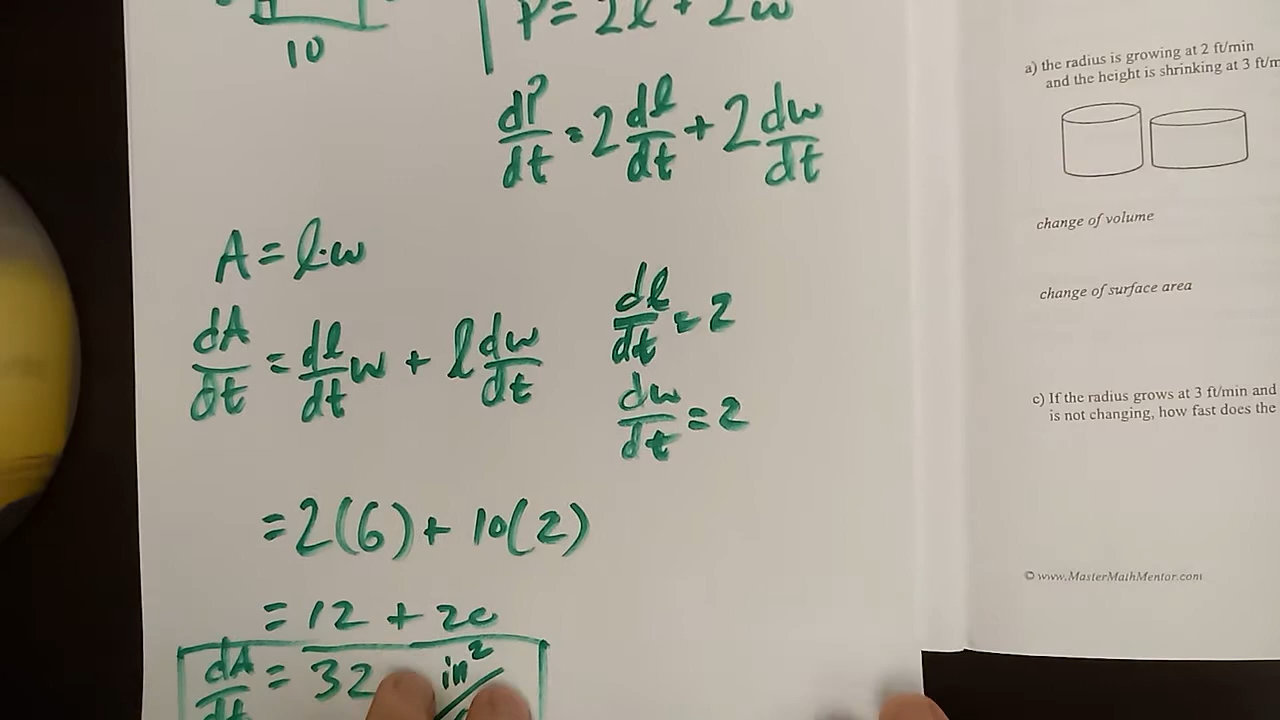 10
P = 2l + 2w
dP/dt = 2 dl/dt + 2 dw/dt
A = l·w
dA/dt = dl/dt w + l dw/dt
dl/dt = 2
dw/dt = 2
= 2(6) + 10(2)
= 12 + 20
dA/dt = 32 in²/
a) the radius is growing at 2 ft/min
and the height is shrinking at 3 ft/m
change of volume
change of surface area
c) If the radius grows at 3 ft/min and
is not changing, how fast does the
© www.MasterMathMentor.com